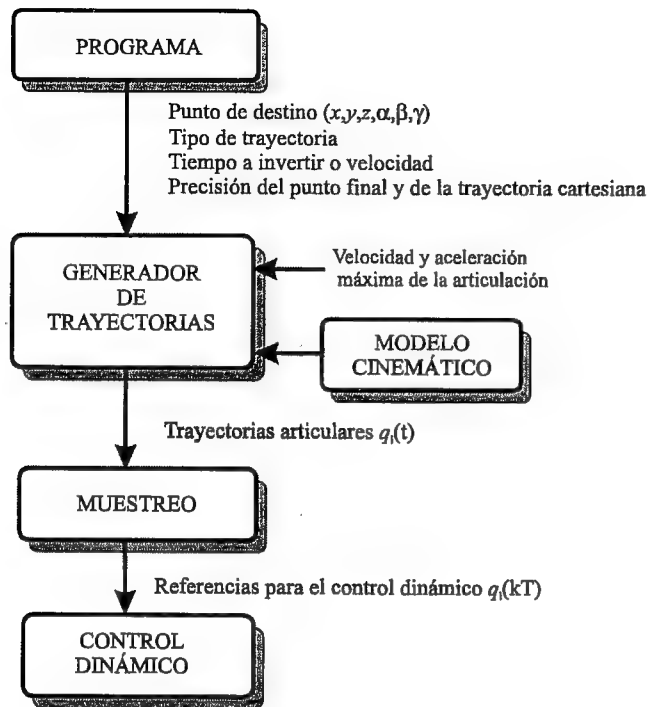 PROGRAMA
Punto de destino (x,y,z,α,β,γ)
Tipo de trayectoria
Tiempo a invertir o velocidad
Precisión del punto final y de la trayectoria cartesiana
GENERADOR
DE
TRAYECTORIAS
Velocidad y aceleración
máxima de la articulación
MODELO
CINEMÁTICO
Trayectorias articulares qᵢ(t)
MUESTREO
Referencias para el control dinámico qᵢ(kT)
CONTROL
DINÁMICO